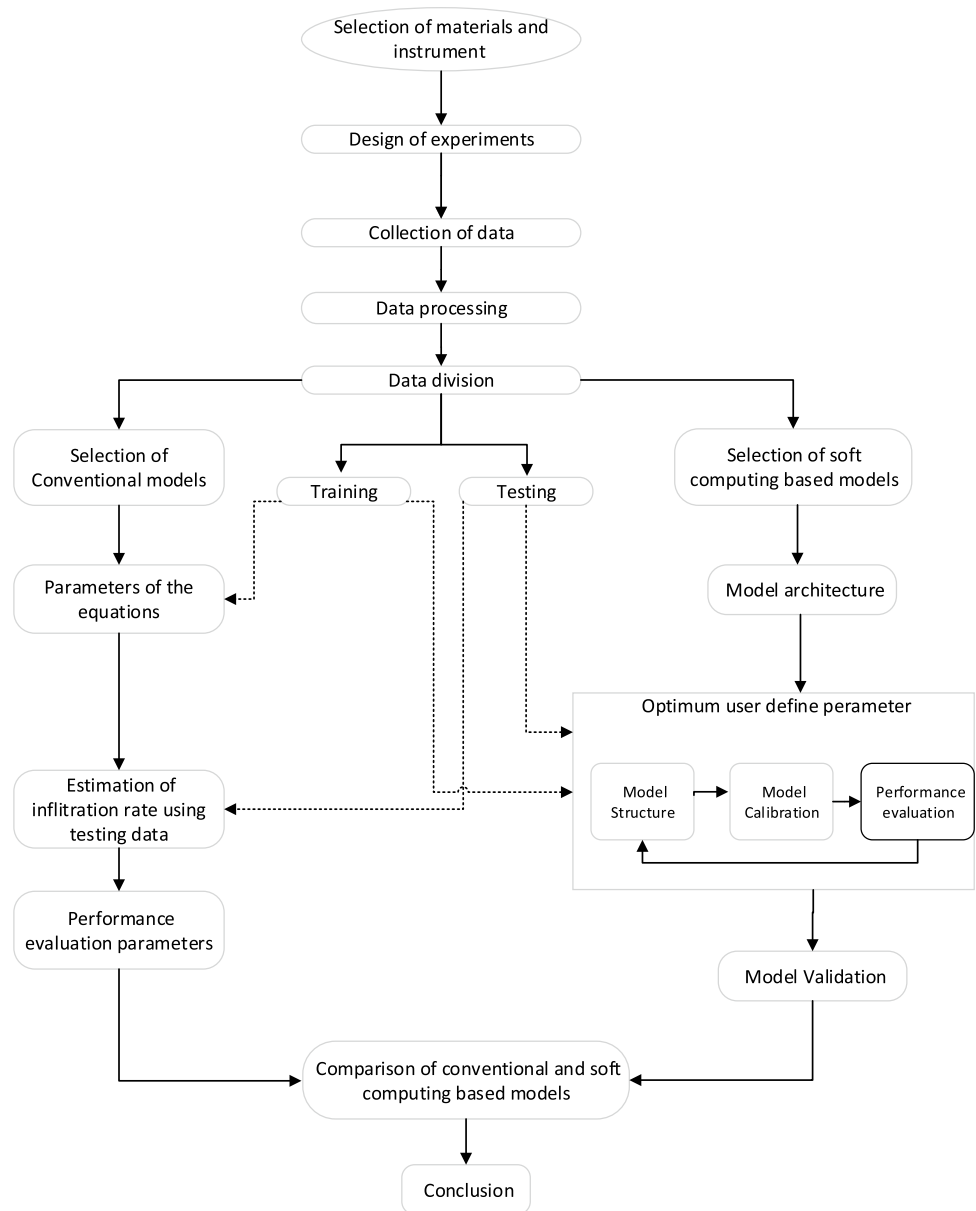 Selection of materials and
instrument
Design of experiments
Collection of data
Data processing
Data division
Selection of
Conventional models
Training
Testing
Selection of soft
computing based models
Parameters of the
equations
Model architecture
Optimum user define perameter
Estimation of
inflitration rate using
testing data
Model
Structure
Model
Calibration
Performance
evaluation
Performance
evaluation parameters
Model Validation
Comparison of conventional and soft
computing based models
Conclusion